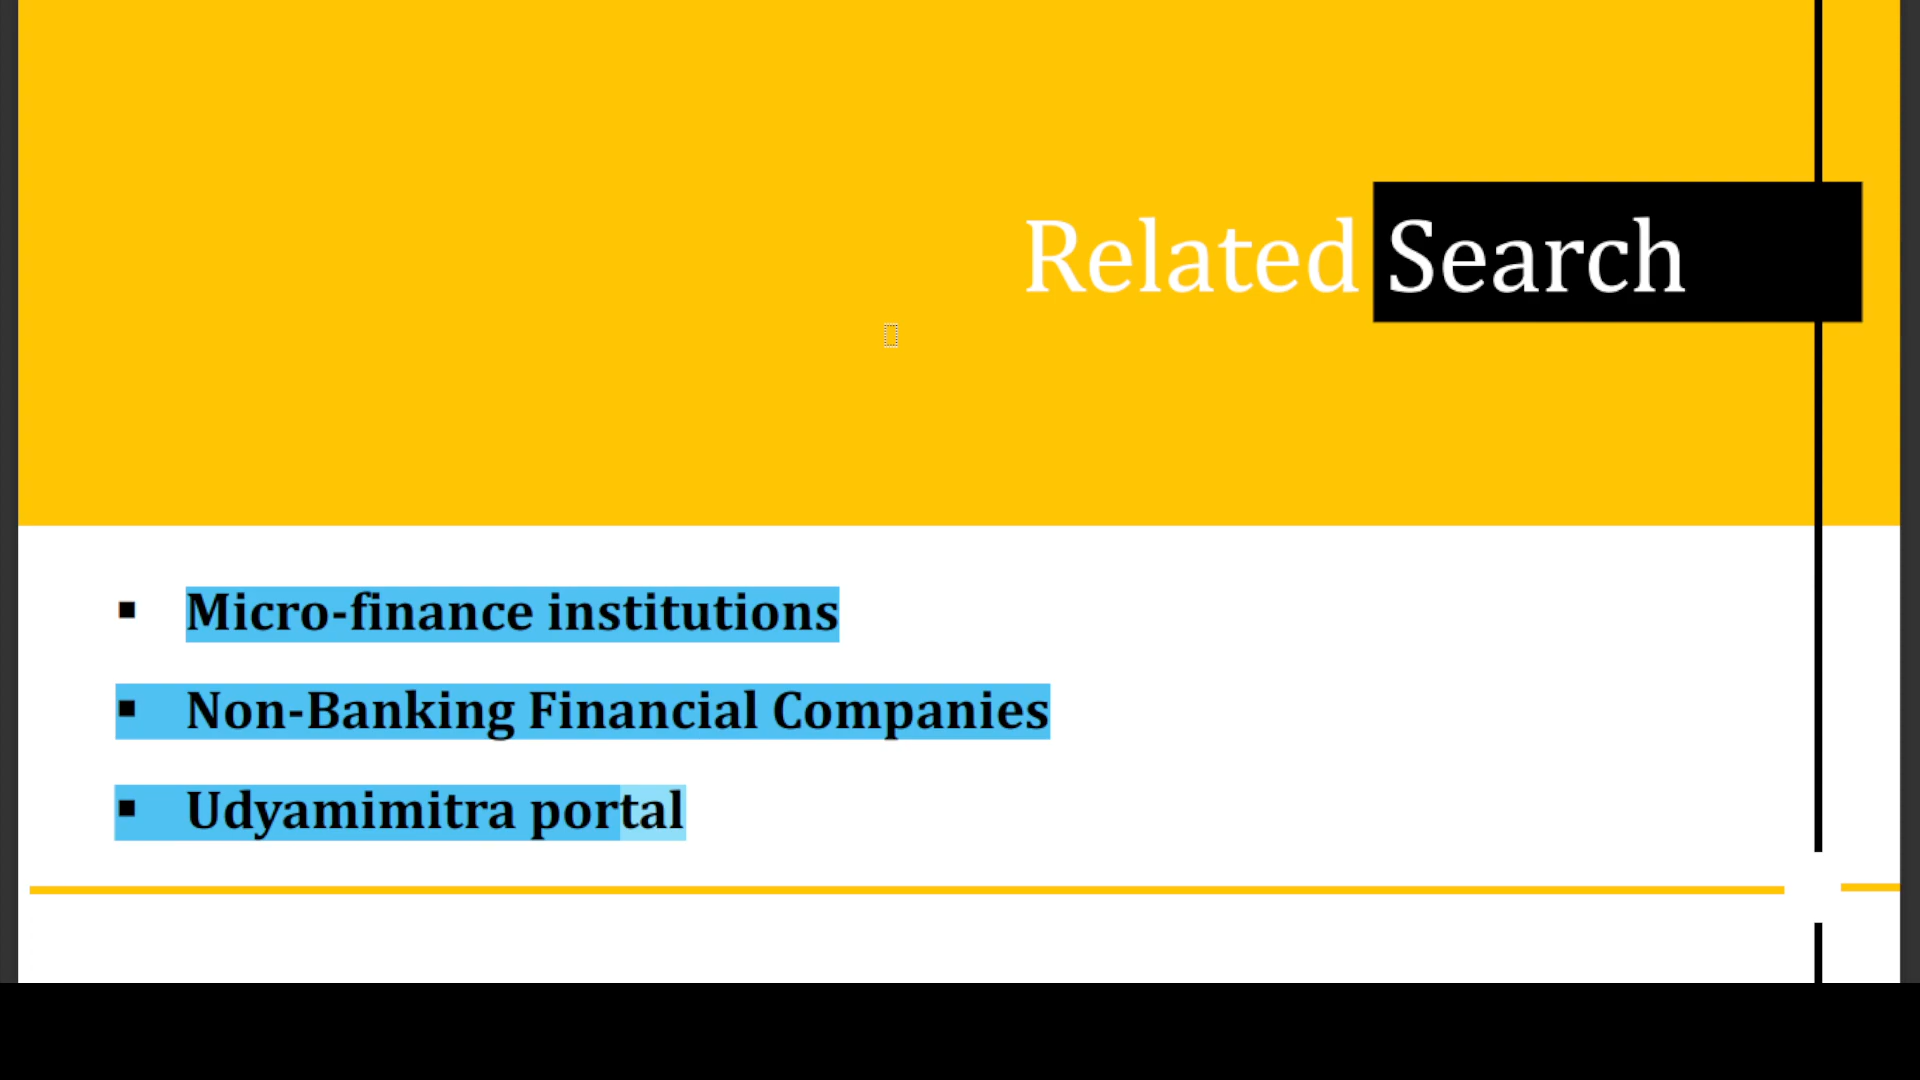 Related Search
▪ Micro-finance institutions
▪ Non-Banking Financial Companies
▪ Udyamimitra portal